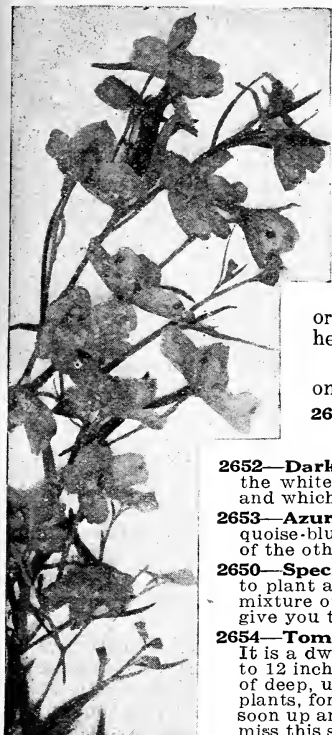 or
he
on
26
2652—Dark
the white
and which
2653—Azur
quoise-blu
of the oth
2650—Spec
to plant a
mixture o
give you t
2654—Tom
It is a dw
to 12 inch
of deep, u
plants, for
soon up an
miss this a